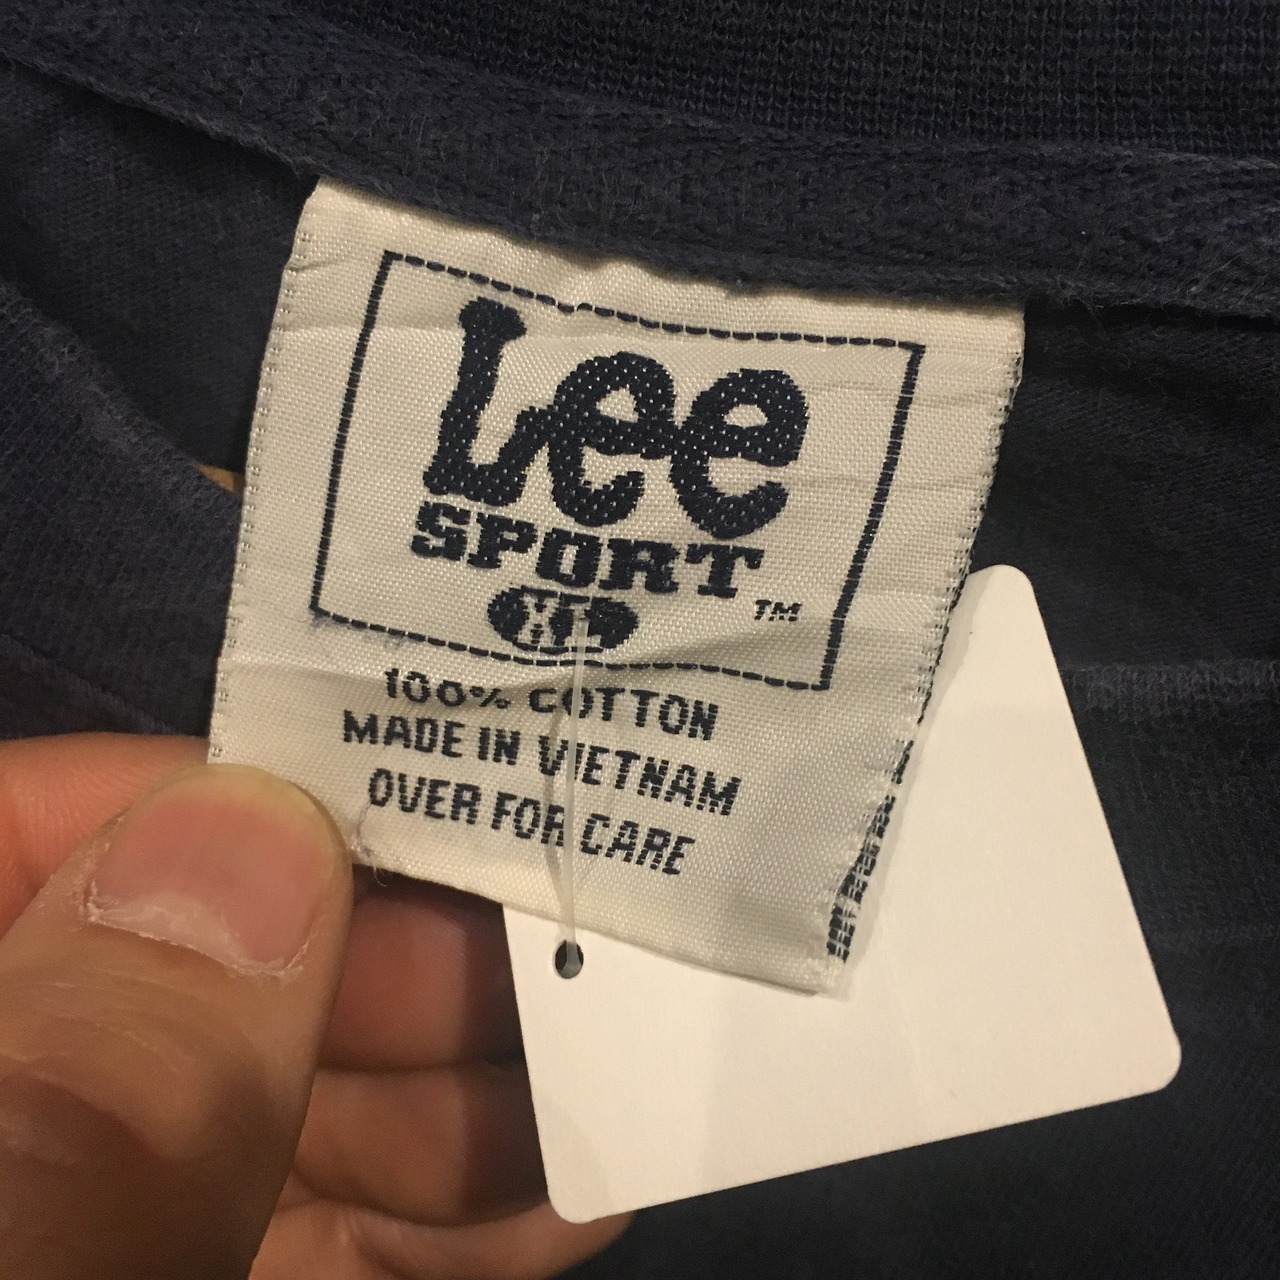 Lee
SPORT
TM
XL
100% COTTON
MADE IN VIETNAM
OVER FOR CARE